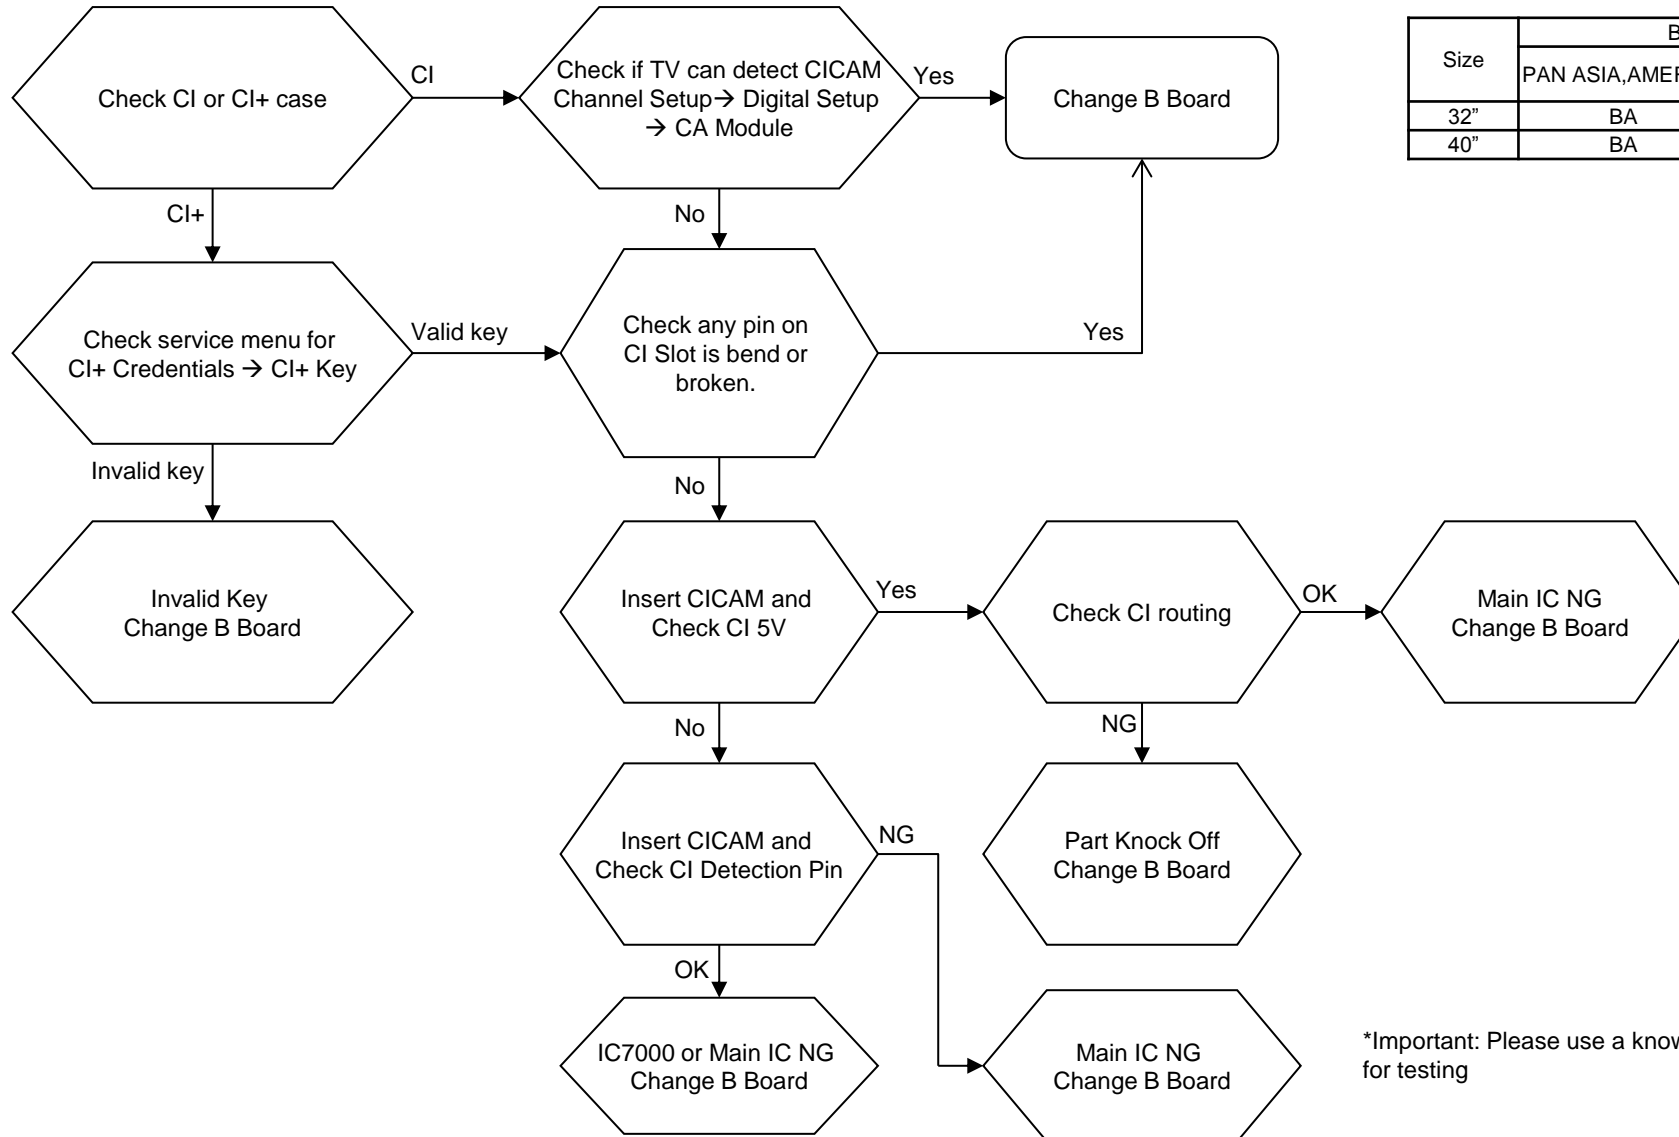 Check CI or CI+ case
CI
Check if TV can detect CICAM
Channel Setup→ Digital Setup
→ CA Module
Yes
Change B Board
Size
B
PAN ASIA,AMER
32”
BA
40”
BA
CI+
No
Check service menu for
CI+ Credentials → CI+ Key
Valid key
Check any pin on
CI Slot is bend or
broken.
Yes
Invalid key
No
Invalid Key
Change B Board
Insert CICAM and
Check CI 5V
Yes
Check CI routing
OK
Main IC NG
Change B Board
No
NG
Insert CICAM and
Check CI Detection Pin
NG
Part Knock Off
Change B Board
OK
IC7000 or Main IC NG
Change B Board
Main IC NG
Change B Board
*Important: Please use a know
for testing